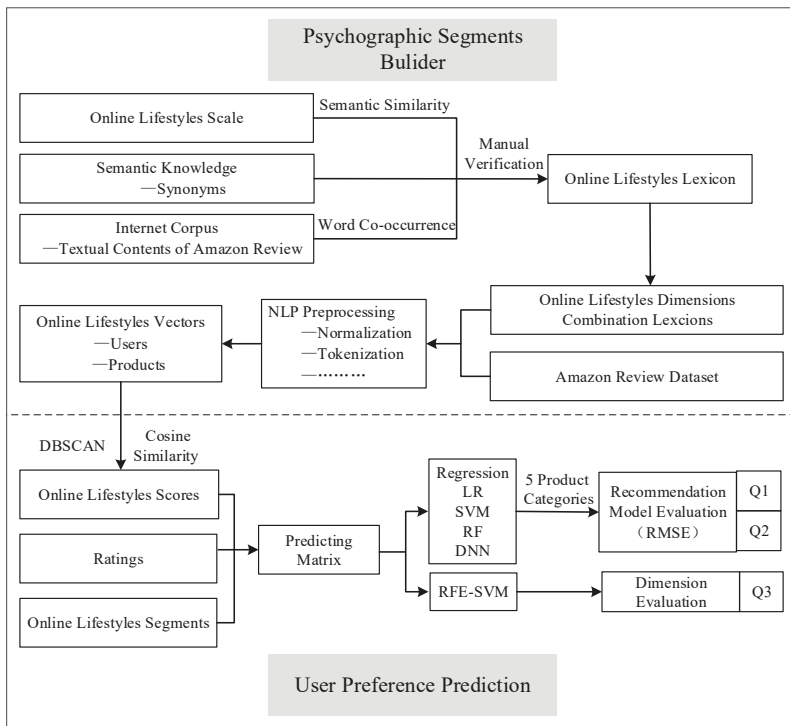 Psychographic Segments
Bulider
Online Lifestyles Scale
Semantic Similarity
Semantic Knowledge
—Synonyms
Manual
Verification
Online Lifestyles Lexicon
Internet Corpus
—Textual Contents of Amazon Review
Word Co-occurrence
Online Lifestyles Dimensions
Combination Lexcions
Amazon Review Dataset
NLP Preprocessing
—Normalization
—Tokenization
—………
Online Lifestyles Vectors
—Users
—Products
DBSCAN
Cosine
Similarity
Online Lifestyles Scores
Ratings
Online Lifestyles Segments
Predicting
Matrix
Regression
LR
SVM
RF
DNN
5 Product
Categories
Recommendation
Model Evaluation
（RMSE）
Q1
Q2
RFE-SVM
Dimension
Evaluation
Q3
User Preference Prediction